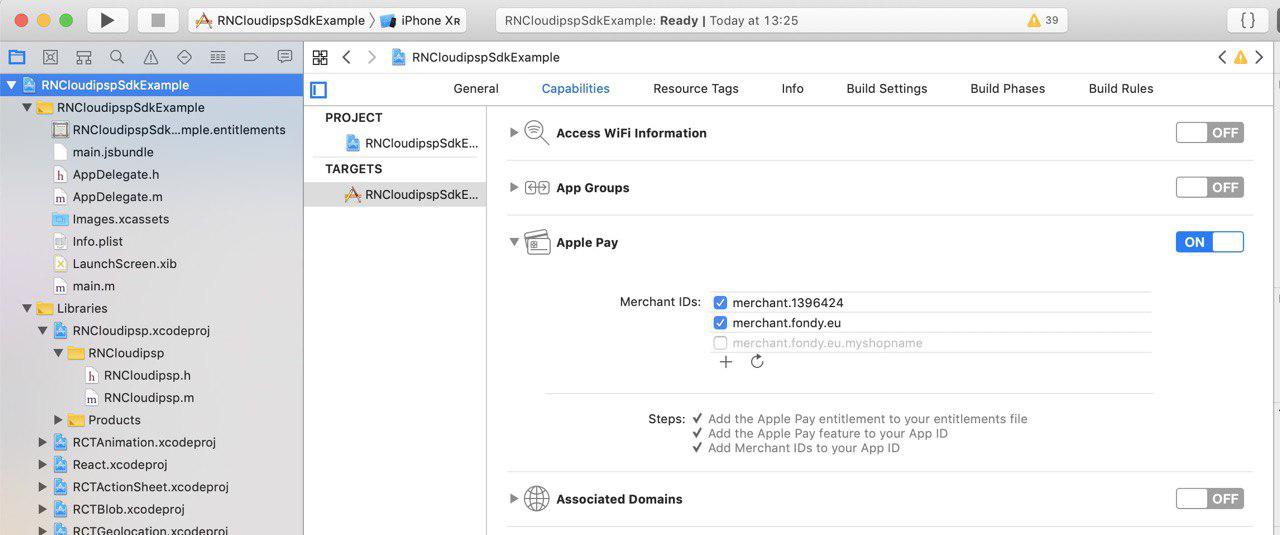 RNCloudipspSdkExample iPhone XR
RNCloudipspSdkExample: Ready | Today at 13:25
39
{ }
RNCloudipspSdkExample
General
Capabilities
Resource Tags
Info
Build Settings
Build Phases
Build Rules
RNCloudipspSdkExample
RNCloudipspSdkExample
RNCloudipspSdk...mple.entitlements
main.jsbundle
h AppDelegate.h
m AppDelegate.m
Images.xcassets
Info.plist
LaunchScreen.xib
m main.m
Libraries
RNCloudipsp.xcodeproj
RNCloudipsp
h RNCloudipsp.h
m RNCloudipsp.m
Products
RCTAnimation.xcodeproj
React.xcodeproj
RCTActionSheet.xcodeproj
RCTBlob.xcodeproj
RCTGeolocation.xcodeproj
PROJECT
RNCloudipspSdkE...
TARGETS
RNCloudipspSdkE...
Access WiFi Information OFF
App Groups OFF
Apple Pay ON
Merchant IDs: merchant.1396424
merchant.fondy.eu
merchant.fondy.eu.myshopname
Steps: ✓ Add the Apple Pay entitlement to your entitlements file
✓ Add the Apple Pay feature to your App ID
✓ Add Merchant IDs to your App ID
Associated Domains OFF